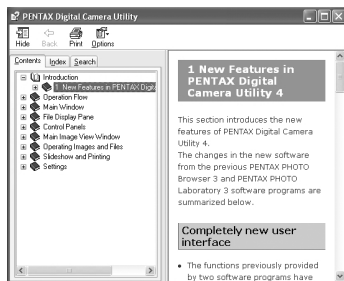 PENTAX Digital Camera Utility
Hide Back Print Options
Contents Index Search
Introduction
1 New Features in PENTAX Digita
Operation Flow
Main Window
File Display Pane
Control Panels
Main Image View Window
Operating Images and Files
Slideshow and Printing
Settings
1 New Features in
PENTAX Digital
Camera Utility 4
This section introduces the new
features of PENTAX Digital Camera
Utility 4.
The changes in the new software
from the previous PENTAX PHOTO
Browser 3 and PENTAX PHOTO
Laboratory 3 software programs are
summarized below.
Completely new user
interface
• The functions previously provided
by two software programs have